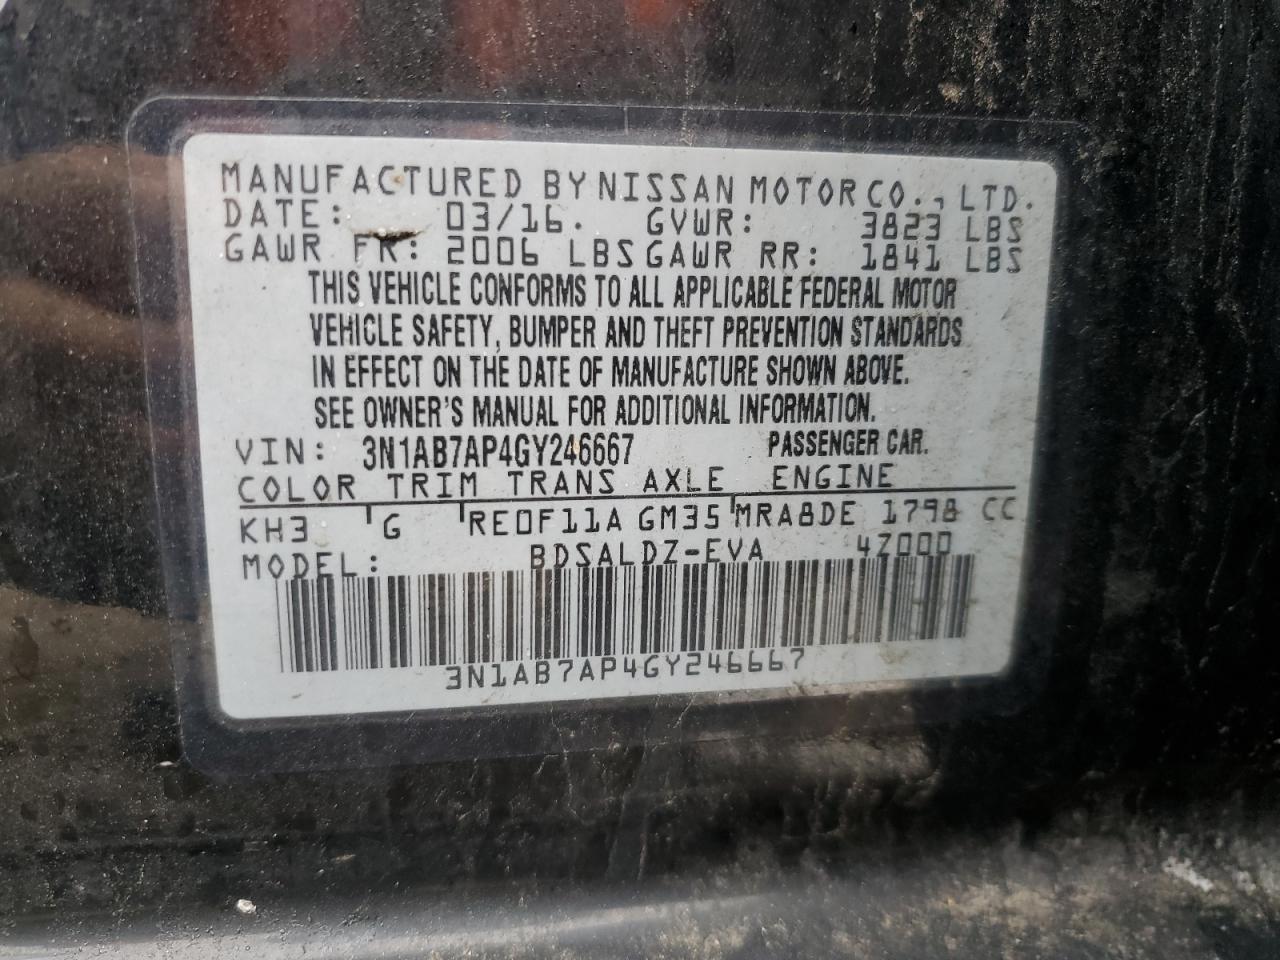 MANUFACTURED BY NISSAN MOTOR CO., LTD.
DATE: 03/16. GVWR: 3823 LBS
GAWR FR: 2006 LBS GAWR RR: 1841 LBS
THIS VEHICLE CONFORMS TO ALL APPLICABLE FEDERAL MOTOR
VEHICLE SAFETY, BUMPER AND THEFT PREVENTION STANDARDS
IN EFFECT ON THE DATE OF MANUFACTURE SHOWN ABOVE.
SEE OWNER'S MANUAL FOR ADDITIONAL INFORMATION.
VIN: 3N1AB7AP4GY246667 PASSENGER CAR.
COLOR TRIM TRANS AXLE ENGINE
KH3 G RE0F11A GM35 MRA8DE 1798 CC
MODEL: BDSALDZ-EVA 4Z000
3N1AB7AP4GY246667